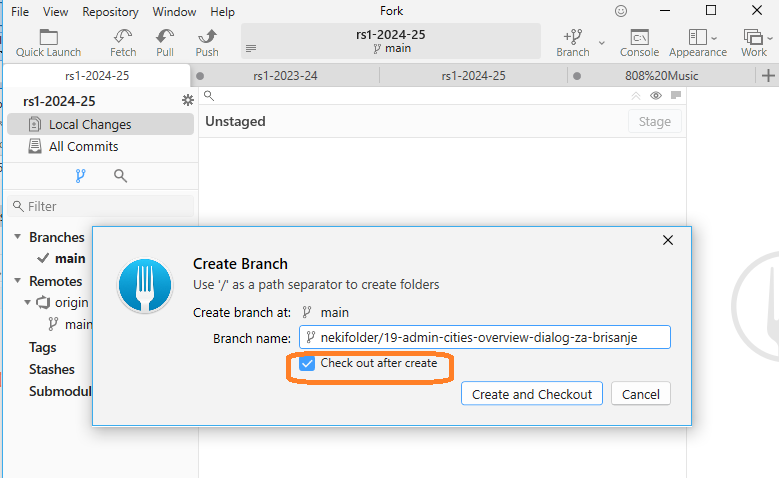 File View Repository Window Help Fork
Quick Launch Fetch Pull Push rs1-2024-25 main Branch Console Appearance Work
rs1-2024-25 rs1-2023-24 rs1-2024-25 808%20Music
rs1-2024-25
Local Changes
All Commits
Filter
Branches
main
Remotes
origin
main
Tags
Stashes
Submodul
Unstaged Stage
Create Branch
Use '/' as a path separator to create folders
Create branch at: main
Branch name: nekifolder/19-admin-cities-overview-dialog-za-brisanje
Check out after create
Create and Checkout Cancel